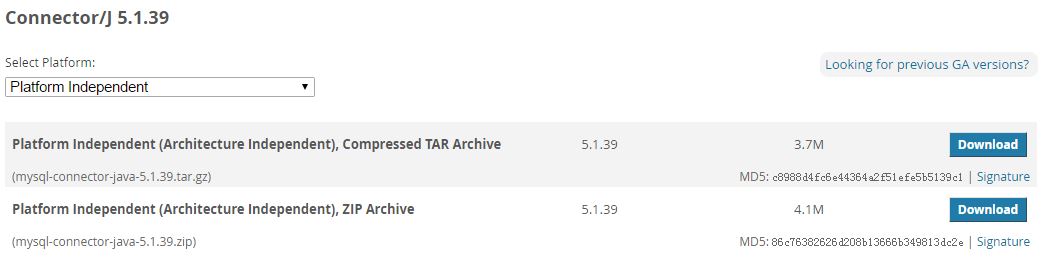 Connector/J 5.1.39
Select Platform:
Looking for previous GA versions?
Platform Independent
Platform Independent (Architecture Independent), Compressed TAR Archive 5.1.39 3.7M Download
(mysql-connector-java-5.1.39.tar.gz) MD5: c8988d4fc6e44364a2f51efe5b5139c1 | Signature
Platform Independent (Architecture Independent), ZIP Archive 5.1.39 4.1M Download
(mysql-connector-java-5.1.39.zip) MD5: 86c76382626d208b13666b349813dc2e | Signature